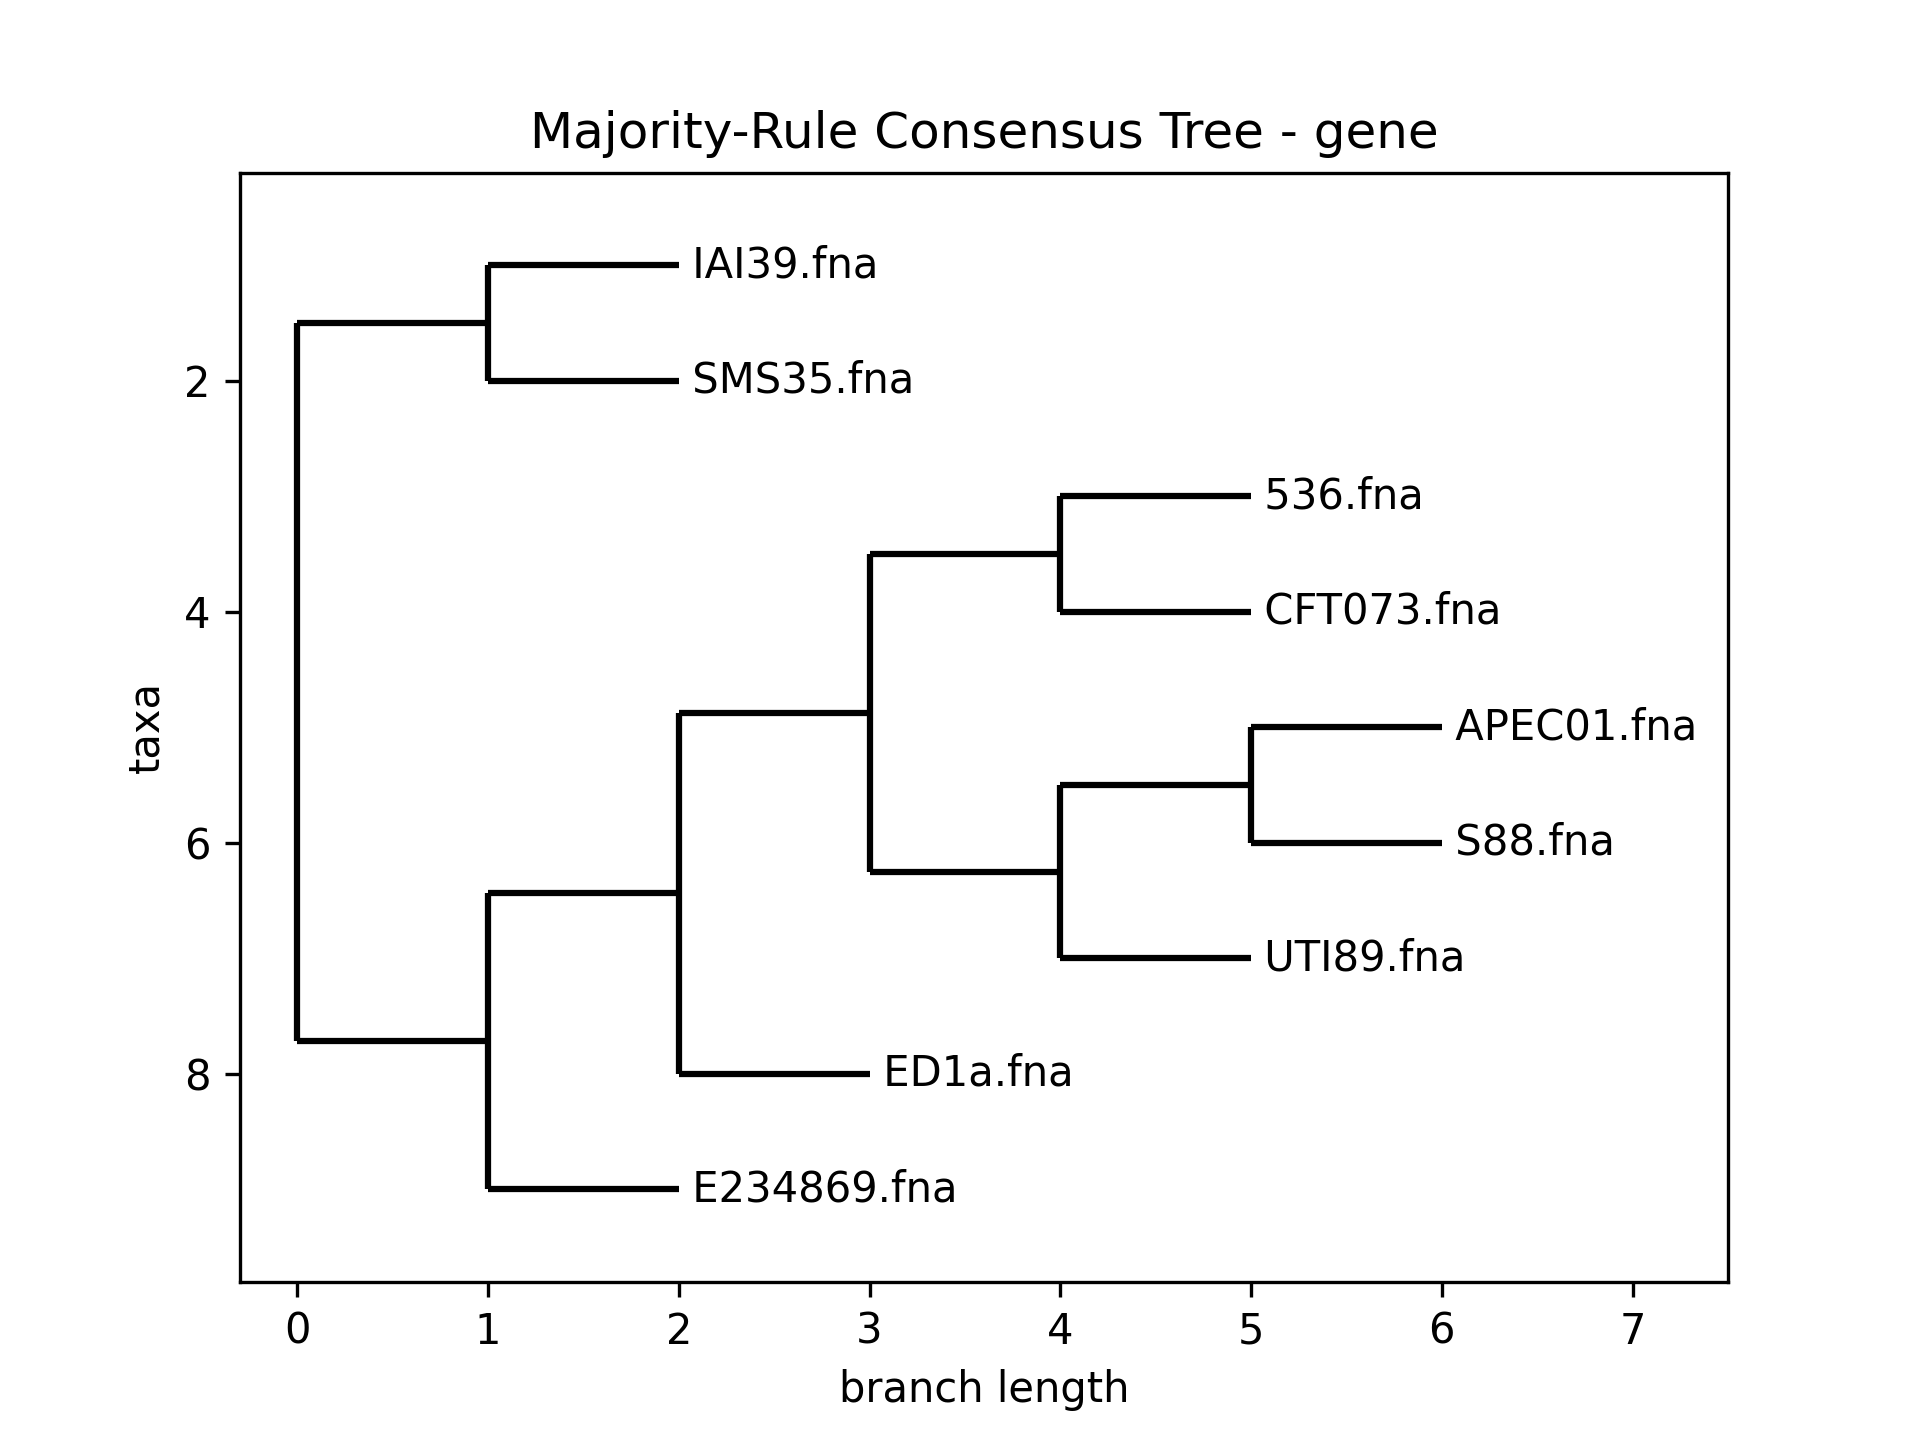 Majority-Rule Consensus Tree - gene
IAI39.fna
SMS35.fna
536.fna
CFT073.fna
APEC01.fna
S88.fna
UTI89.fna
ED1a.fna
E234869.fna
taxa
2
4
6
8
0 1 2 3 4 5 6 7
branch length